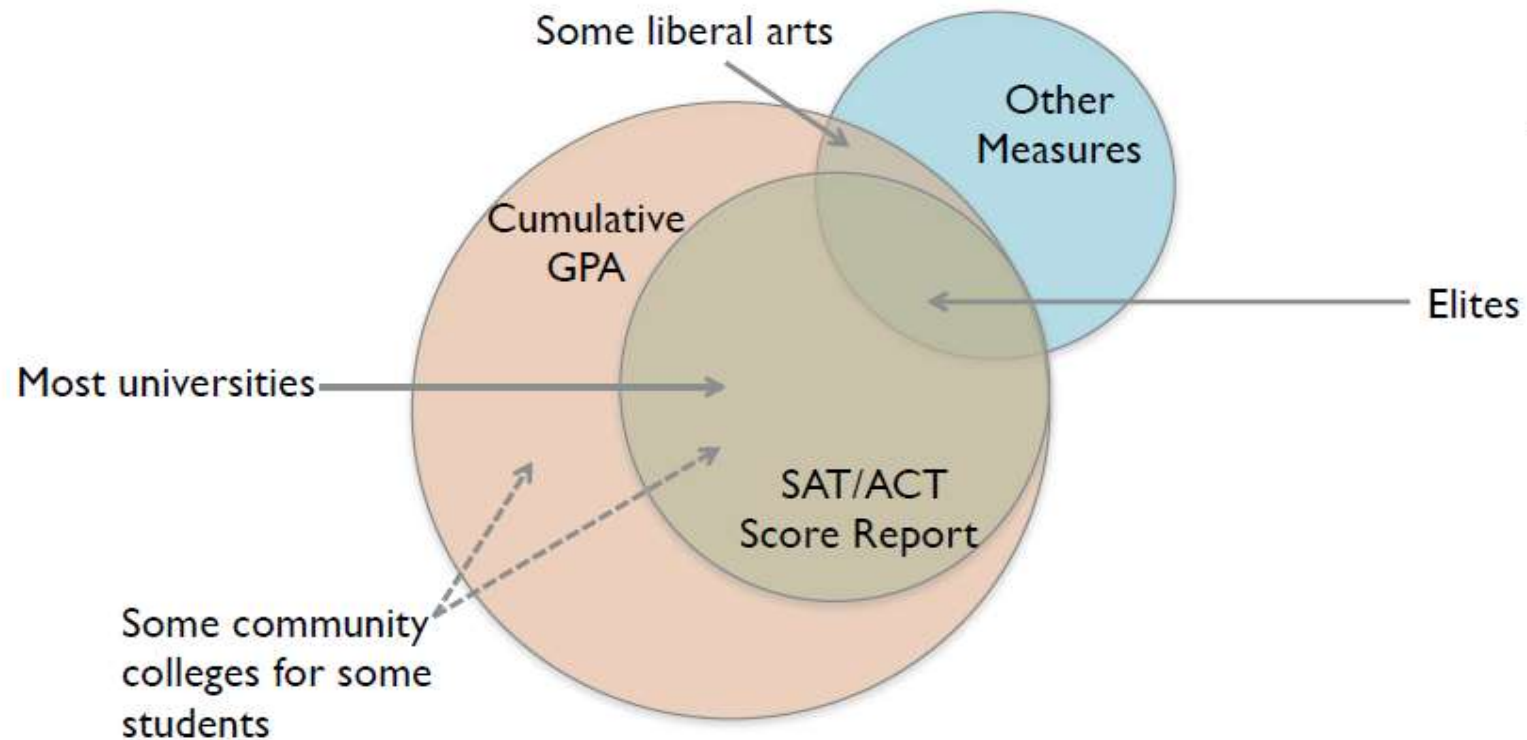 Some liberal arts
Other
Measures
Cumulative
GPA
Elites
Most universities
SAT/ACT
Score Report
Some community
colleges for some
students